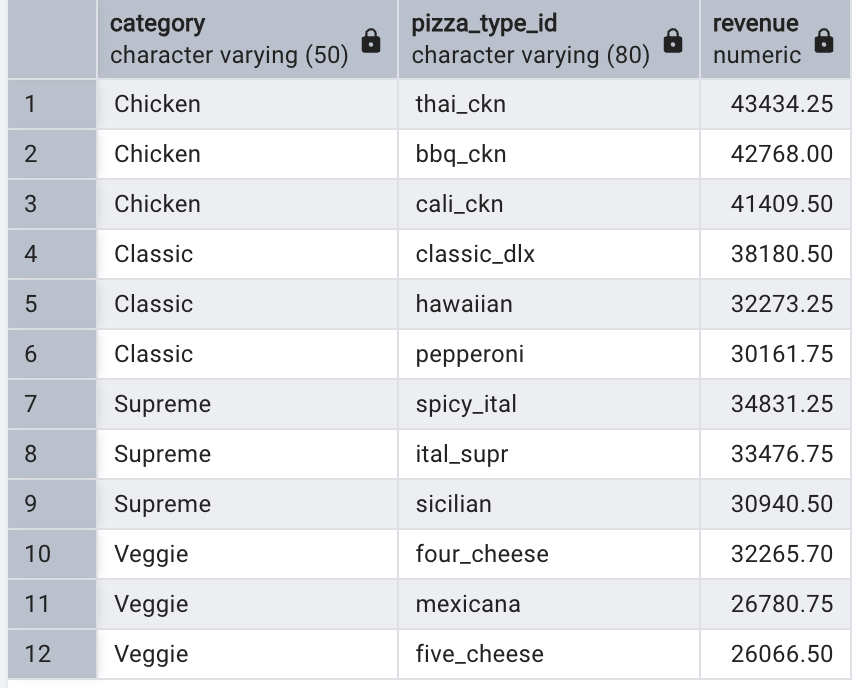 category pizza_type_id revenue
character varying (50) character varying (80) numeric
1 Chicken thai_ckn 43434.25
2 Chicken bbq_ckn 42768.00
3 Chicken cali_ckn 41409.50
4 Classic classic_dlx 38180.50
5 Classic hawaiian 32273.25
6 Classic pepperoni 30161.75
7 Supreme spicy_ital 34831.25
8 Supreme ital_supr 33476.75
9 Supreme sicilian 30940.50
10 Veggie four_cheese 32265.70
11 Veggie mexicana 26780.75
12 Veggie five_cheese 26066.50